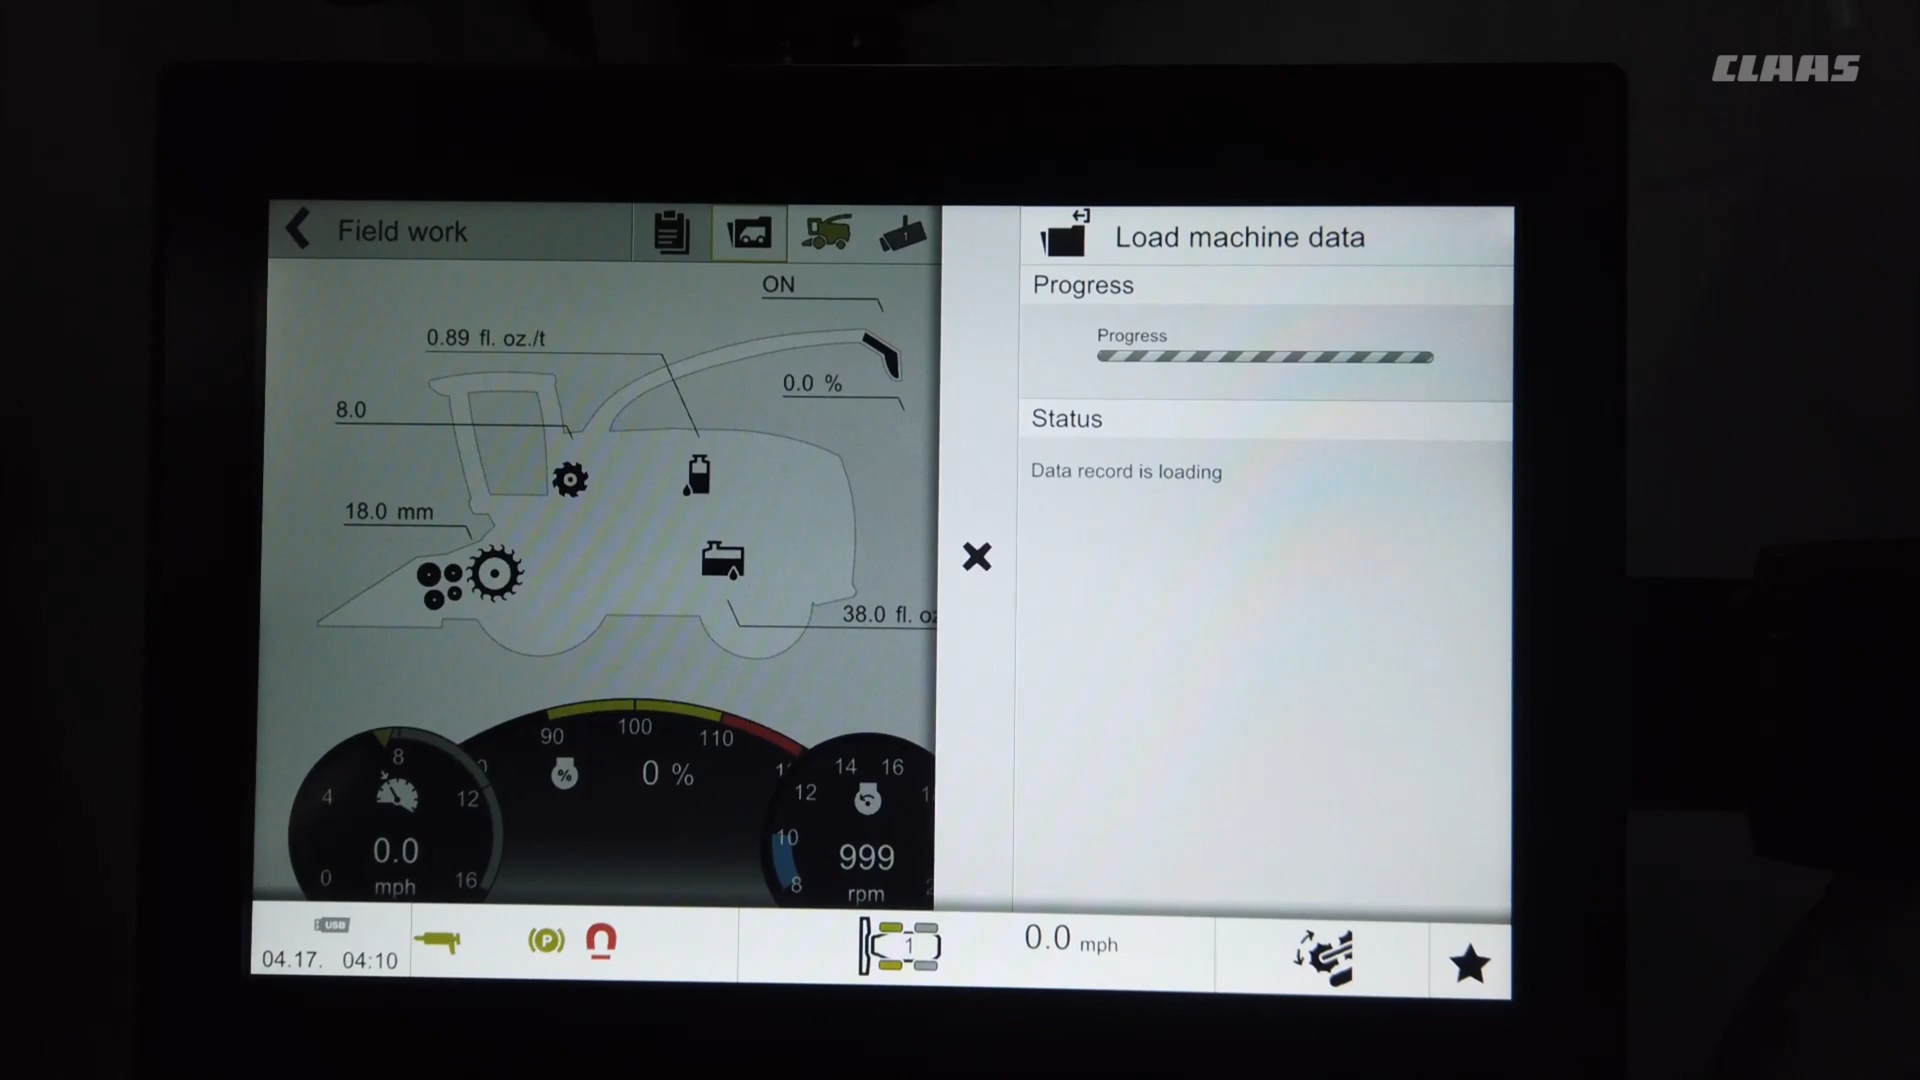 CLAAS
Field work
1
ON
0.89 fl. oz./t
0.0 %
8.0
18.0 mm
38.0 fl.
Load machine data
Progress
Progress
Status
Data record is loading
90 100 110
0 %
%
0 4 8 12 16
0.0
mph
8 10 12 14 16
999
rpm
USB
04.17. 04:10
P
1
0.0 mph